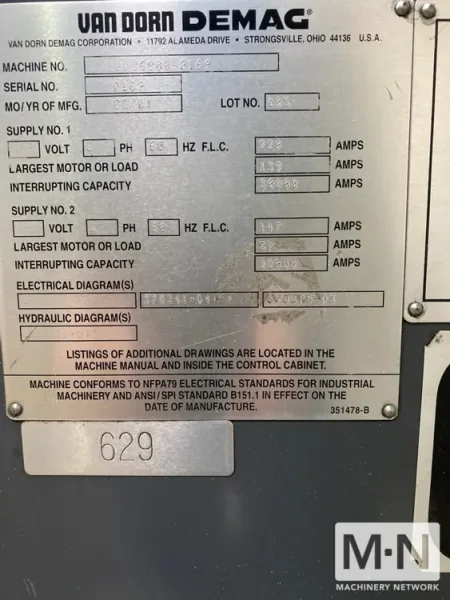 VAN DORN DEMAG®
VAN DORN DEMAG CORPORATION • 11792 ALAMEDA DRIVE • STRONGSVILLE, OHIO 44136 U.S.A.
MACHINE NO.
SERIAL NO.
MO/YR OF MFG. LOT NO.
SUPPLY NO. 1
VOLT PH 60 HZ F.L.C. AMPS
LARGEST MOTOR OR LOAD AMPS
INTERRUPTING CAPACITY AMPS
SUPPLY NO. 2
VOLT PH HZ F.L.C. AMPS
LARGEST MOTOR OR LOAD AMPS
INTERRUPTING CAPACITY AMPS
ELECTRICAL DIAGRAM(S)
HYDRAULIC DIAGRAM(S)
LISTINGS OF ADDITIONAL DRAWINGS ARE LOCATED IN THE
MACHINE MANUAL AND INSIDE THE CONTROL CABINET.
MACHINE CONFORMS TO NFPA79 ELECTRICAL STANDARDS FOR INDUSTRIAL
MACHINERY AND ANSI/SPI STANDARD B151.1 IN EFFECT ON THE
DATE OF MANUFACTURE.
351478-B
629
M·N
MACHINERY NETWORK